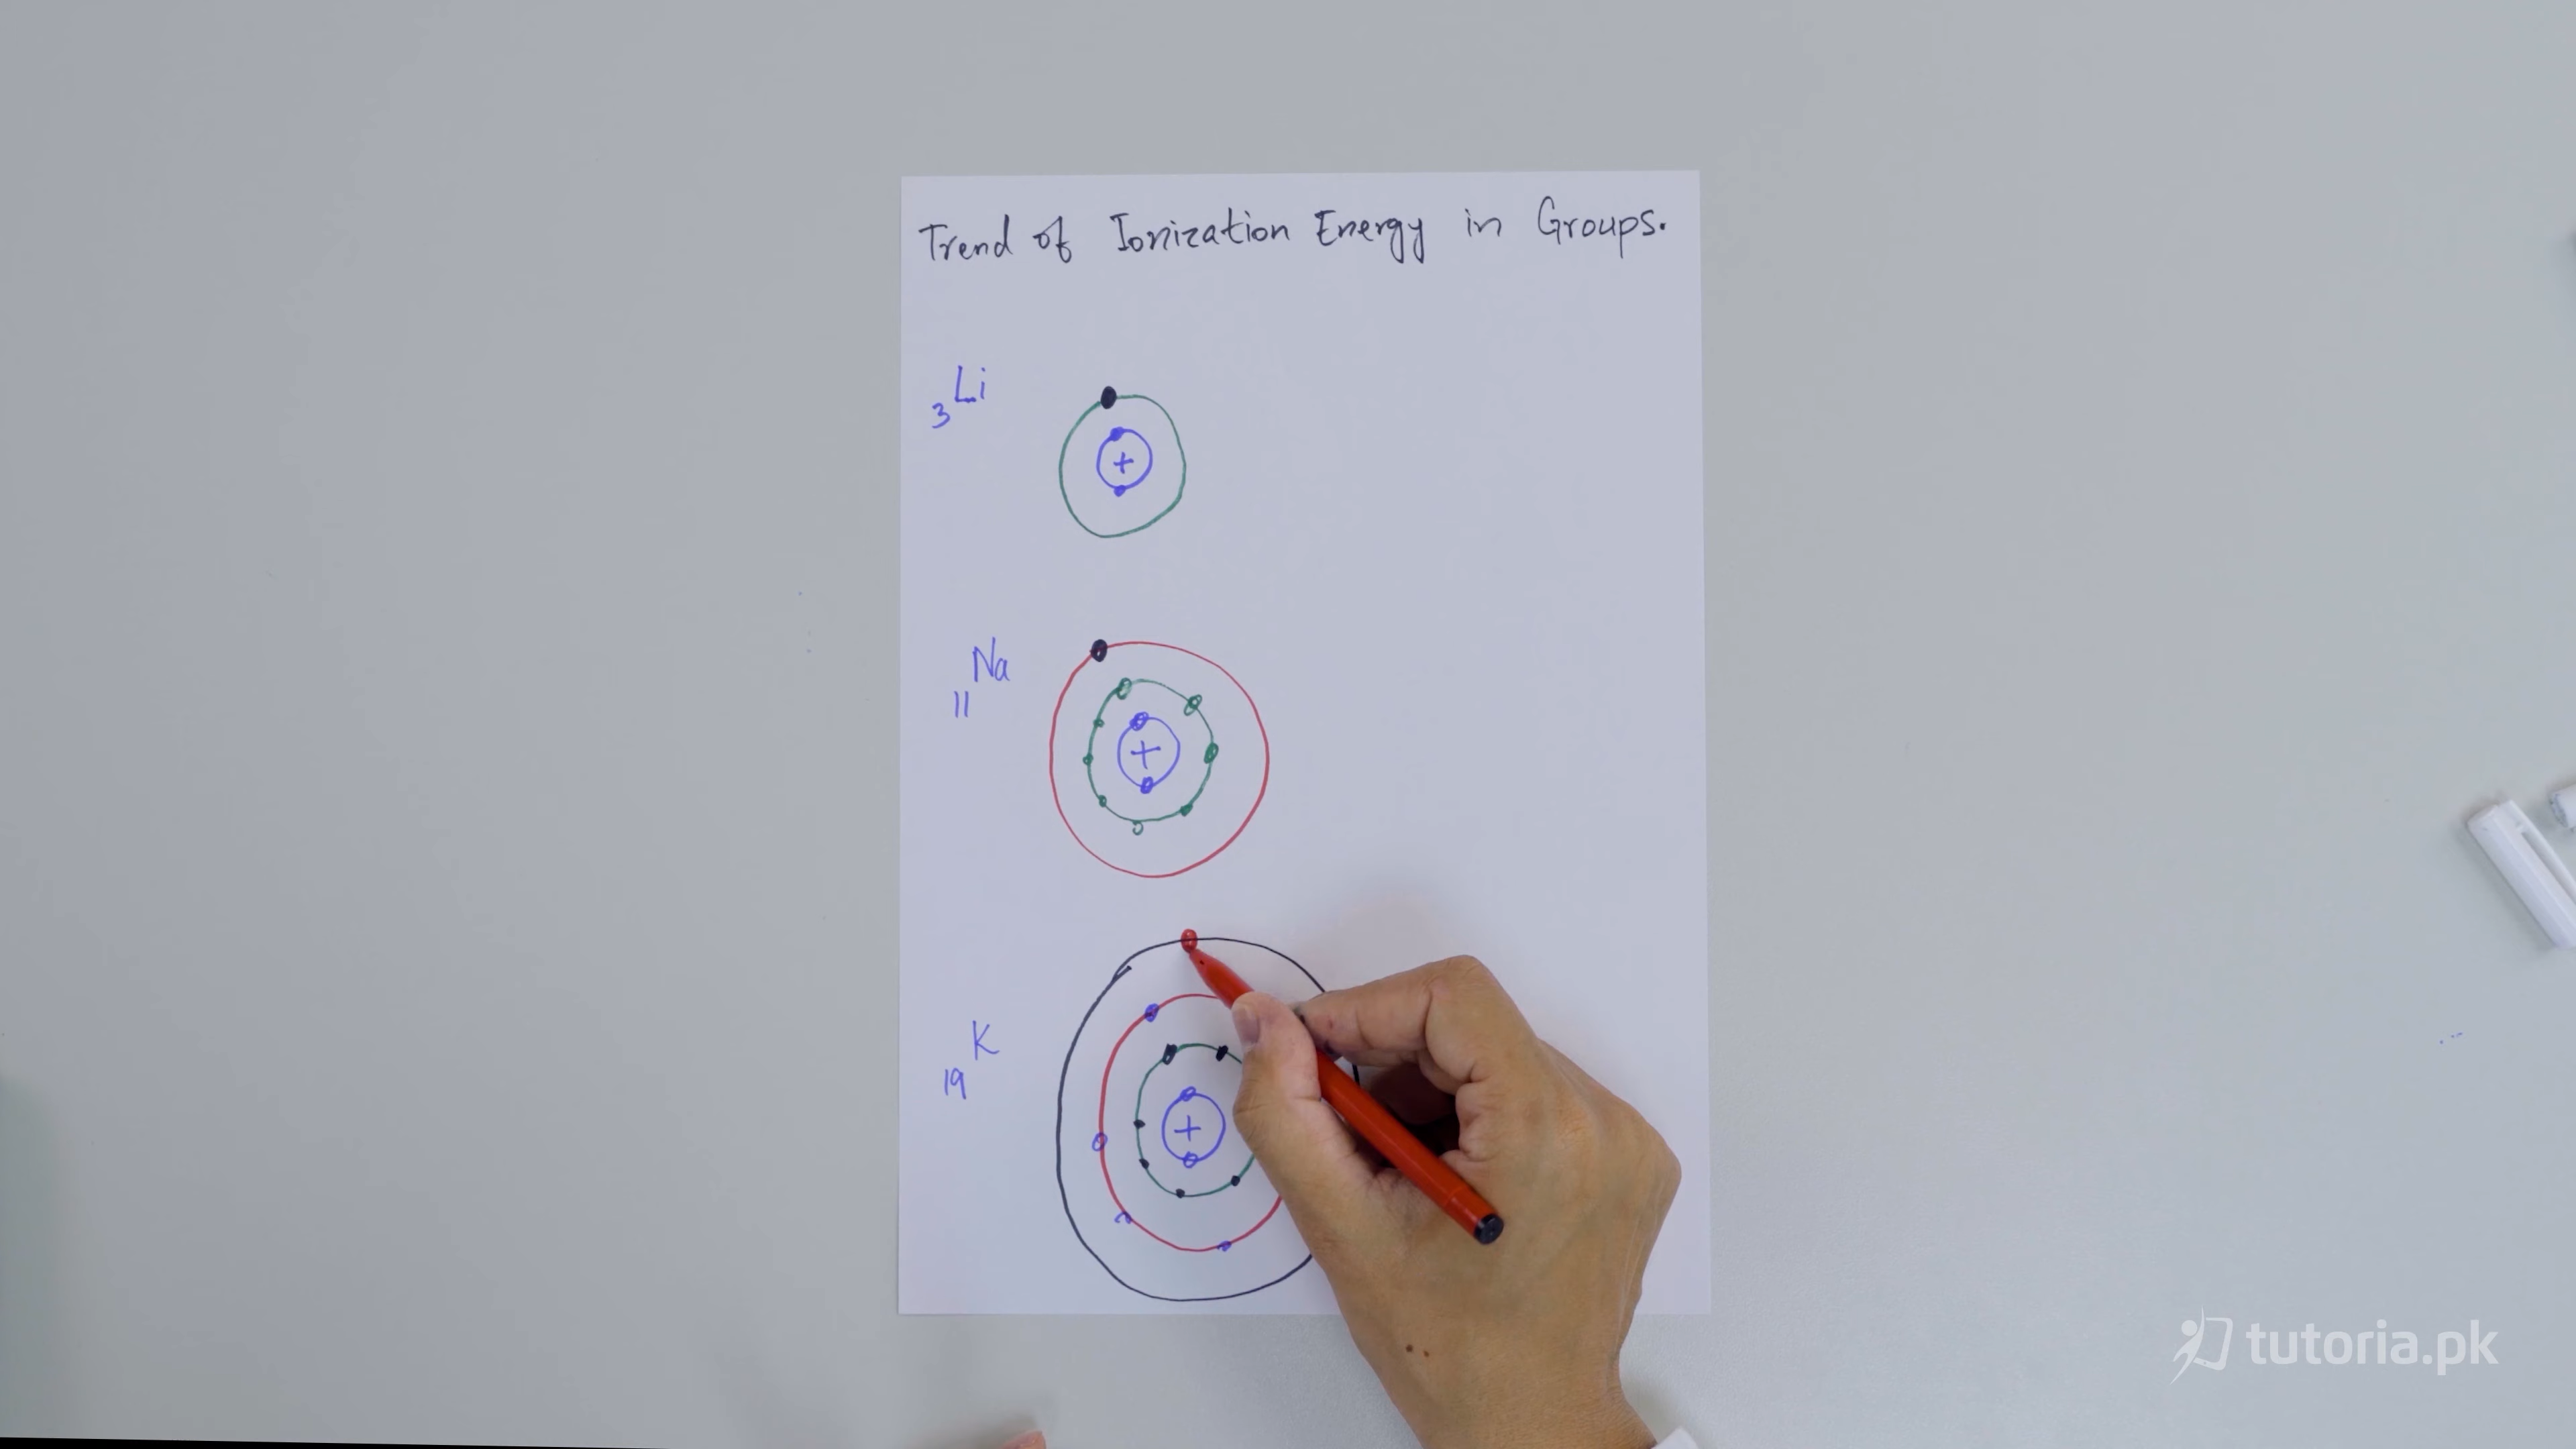 Trend of Ionization Energy in Groups.
3Li
+
11Na
+
19K
+
tutoria.pk